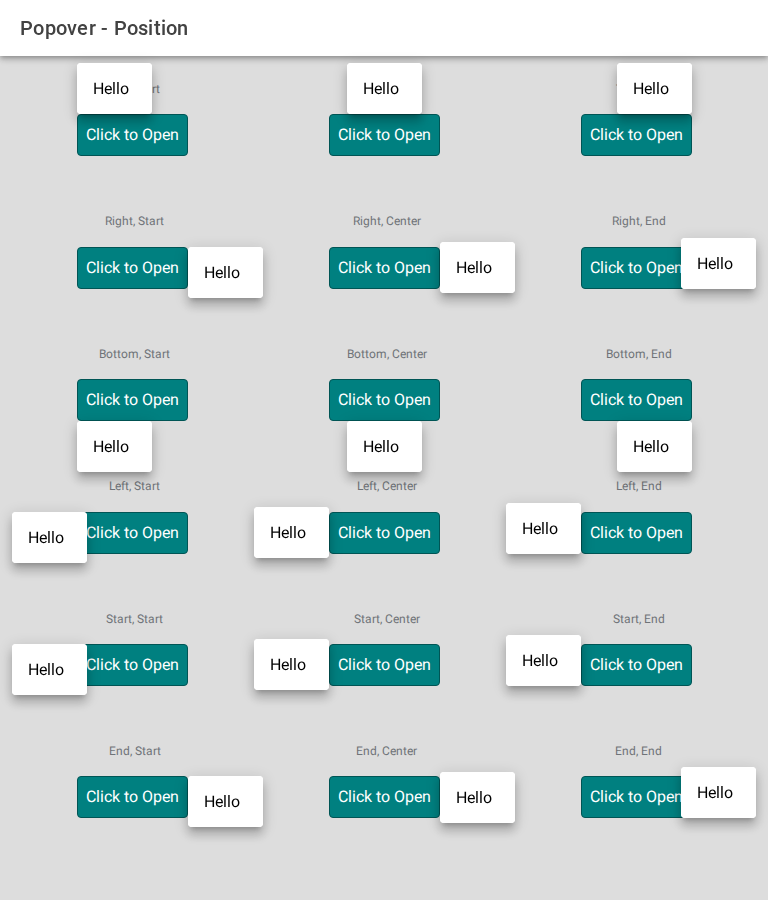 Popover - Position
Hello Hello Hello
Click to Open Click to Open Click to Open
Right, Start Right, Center Right, End
Click to Open Click to Open Click to Open
Hello Hello Hello
Bottom, Start Bottom, Center Bottom, End
Click to Open Click to Open Click to Open
Hello Hello Hello
Left, Start Left, Center Left, End
Hello Click to Open Hello Click to Open Hello Click to Open
Start, Start Start, Center Start, End
Hello Click to Open Hello Click to Open Hello Click to Open
End, Start End, Center End, End
Click to Open Hello Click to Open Hello Click to Open Hello